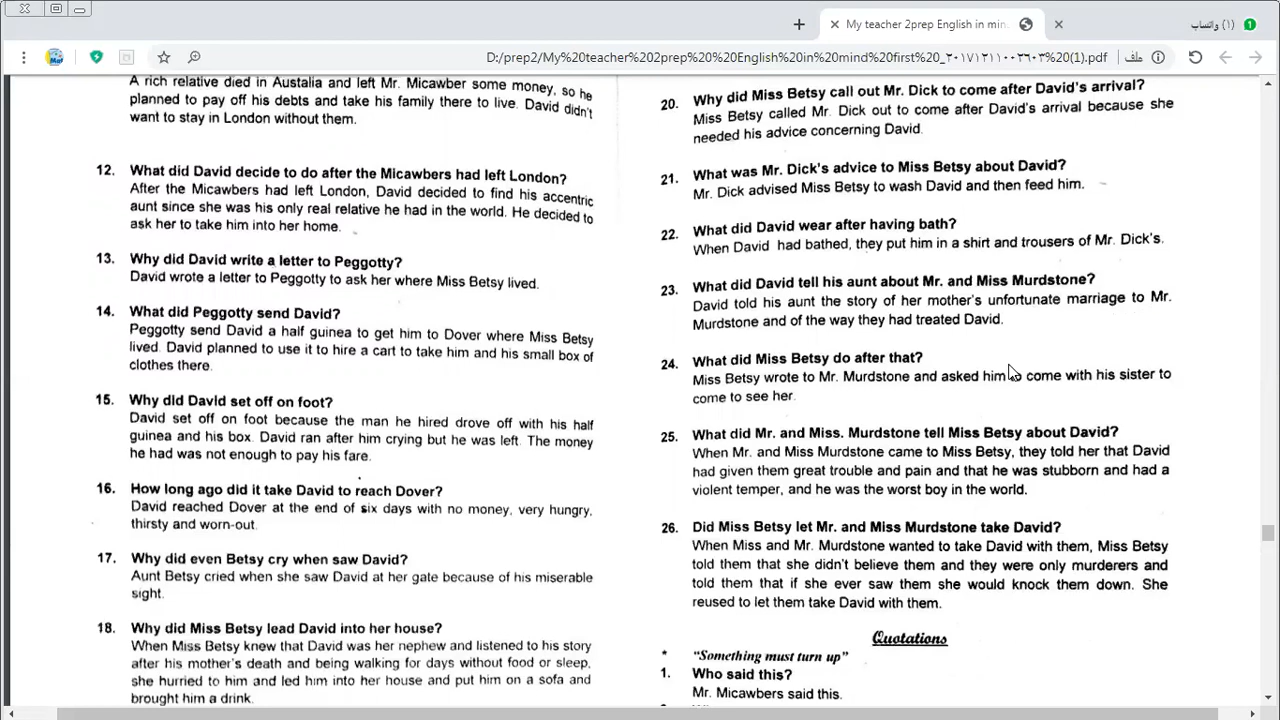 My teacher 2prep English in min
(١) واتساب
1
D:/prep2/My%20teacher%202prep%20%20English%20in%20mind%20first%20_٢٠١٧١٢١١٠٠٢٦٠٣%20(1).pdf
ملف
A rich relative died in Austalia and left Mr. Micawber some money, so he
planned to pay off his debts and take his family there to live. David didn't
want to stay in London without them.
12. What did David decide to do after the Micawbers had left London?
After the Micawbers had left London, David decided to find his accentric
aunt since she was his only real relative he had in the world. He decided to
ask her to take him into her home.
13. Why did David write a letter to Peggotty?
David wrote a letter to Peggotty to ask her where Miss Betsy lived.
14. What did Peggotty send David?
Peggotty send David a half guinea to get him to Dover where Miss Betsy
lived. David planned to use it to hire a cart to take him and his small box of
clothes there.
15. Why did David set off on foot?
David set off on foot because the man he hired drove off with his half
guinea and his box. David ran after him crying but he was left. The money
he had was not enough to pay his fare.
16. How long ago did it take David to reach Dover?
David reached Dover at the end of six days with no money, very hungry,
thirsty and worn-out.
17. Why did even Betsy cry when saw David?
Aunt Betsy cried when she saw David at her gate because of his miserable
sight.
18. Why did Miss Betsy lead David into her house?
When Miss Betsy knew that David was her nephew and listened to his story
after his mother's death and being walking for days without food or sleep,
she hurried to him and led him into her house and put him on a sofa and
brought him a drink.
20. Why did Miss Betsy call out Mr. Dick to come after David's arrival?
Miss Betsy called Mr. Dick out to come after David's arrival because she
needed his advice concerning David.
21. What was Mr. Dick's advice to Miss Betsy about David?
Mr. Dick advised Miss Betsy to wash David and then feed him.
22. What did David wear after having bath?
When David had bathed, they put him in a shirt and trousers of Mr. Dick's.
23. What did David tell his aunt about Mr. and Miss Murdstone?
David told his aunt the story of her mother's unfortunate marriage to Mr.
Murdstone and of the way they had treated David.
24. What did Miss Betsy do after that?
Miss Betsy wrote to Mr. Murdstone and asked him to come with his sister to
come to see her.
25. What did Mr. and Miss. Murdstone tell Miss Betsy about David?
When Mr. and Miss Murdstone came to Miss Betsy, they told her that David
had given them great trouble and pain and that he was stubborn and had a
violent temper, and he was the worst boy in the world.
26. Did Miss Betsy let Mr. and Miss Murdstone take David?
When Miss and Mr. Murdstone wanted to take David with them, Miss Betsy
told them that she didn't believe them and they were only murderers and
told them that if she ever saw them she would knock them down. She
reused to let them take David with them.
Quotations
* "Something must turn up"
1. Who said this?
Mr. Micawbers said this.